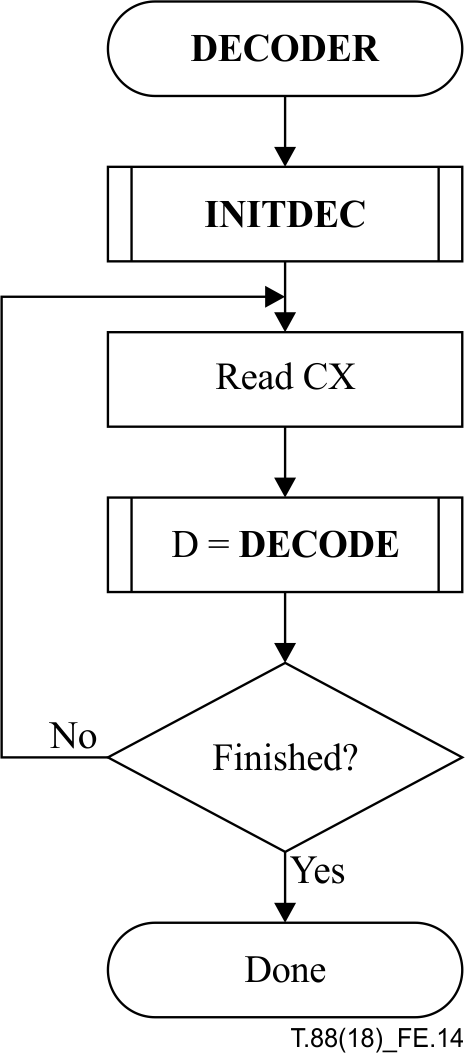 DECODER
INITDEC
Read CX
D = DECODE
No
Finished?
Yes
Done
T.88(18)_FE.14